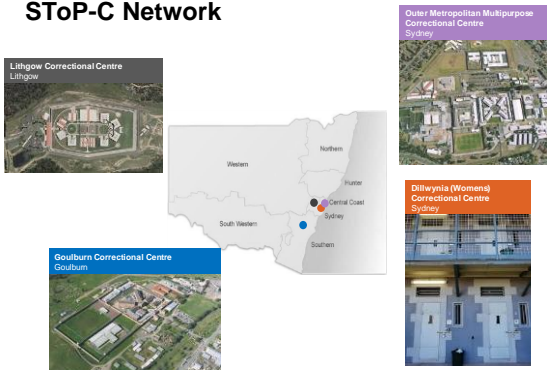 SToP-C Network
Outer Metropolitan Multipurpose
Correctional Centre
Sydney
Lithgow Correctional Centre
Lithgow
Northern
Western
Hunter
Central Coast
Sydney
South Western
Southern
Dillwynia (Womens)
Correctional Centre
Sydney
Goulburn Correctional Centre
Goulburn